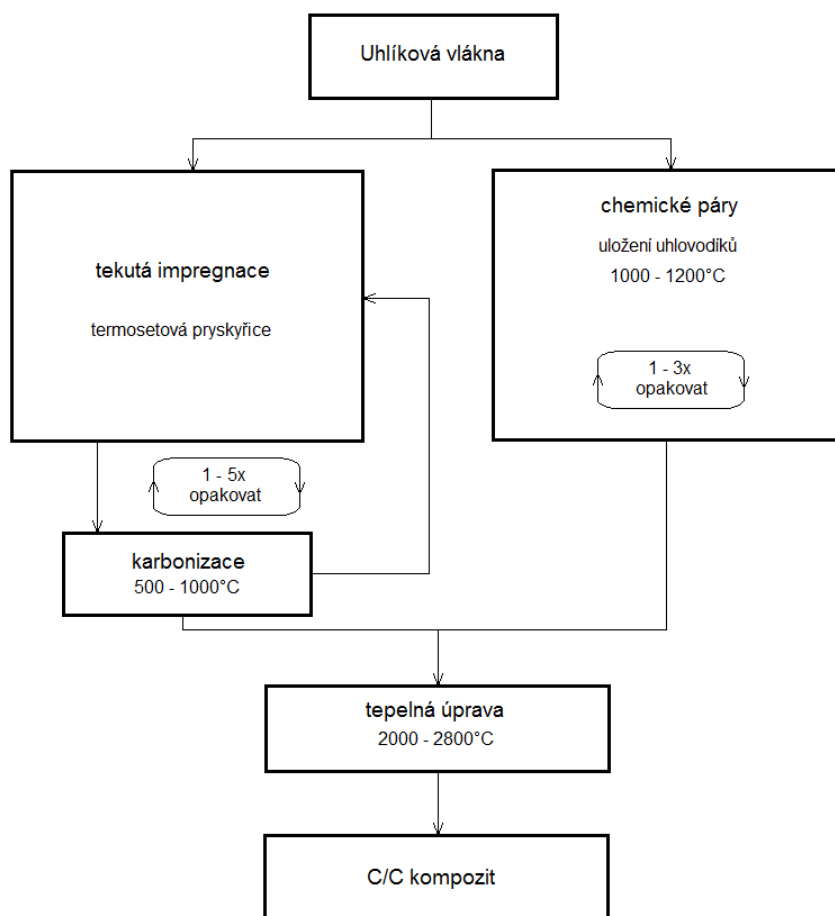 Uhlíková vlákna
tekutá impregnace
termosetová pryskyřice
chemické páry
uložení uhlovodíků
1000 - 1200°C
1 - 3x
opakovat
1 - 5x
opakovat
karbonizace
500 - 1000°C
tepelná úprava
2000 - 2800°C
C/C kompozit